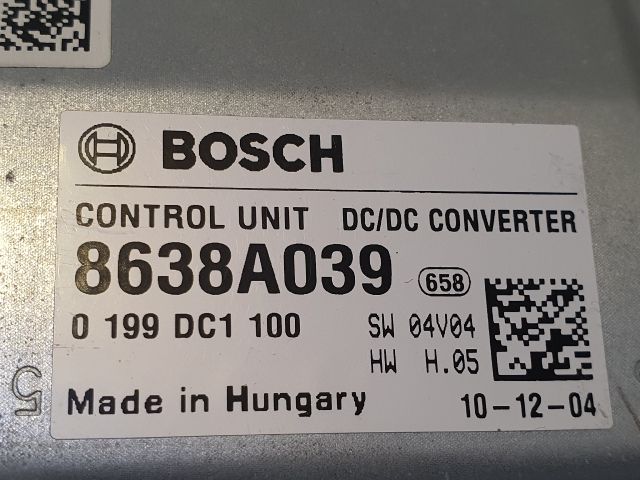 BOSCH
CONTROL UNIT DC/DC CONVERTER
8638A039 658
0 199 DC1 100 SW 04V04
HW H.05
Made in Hungary 10-12-04
5